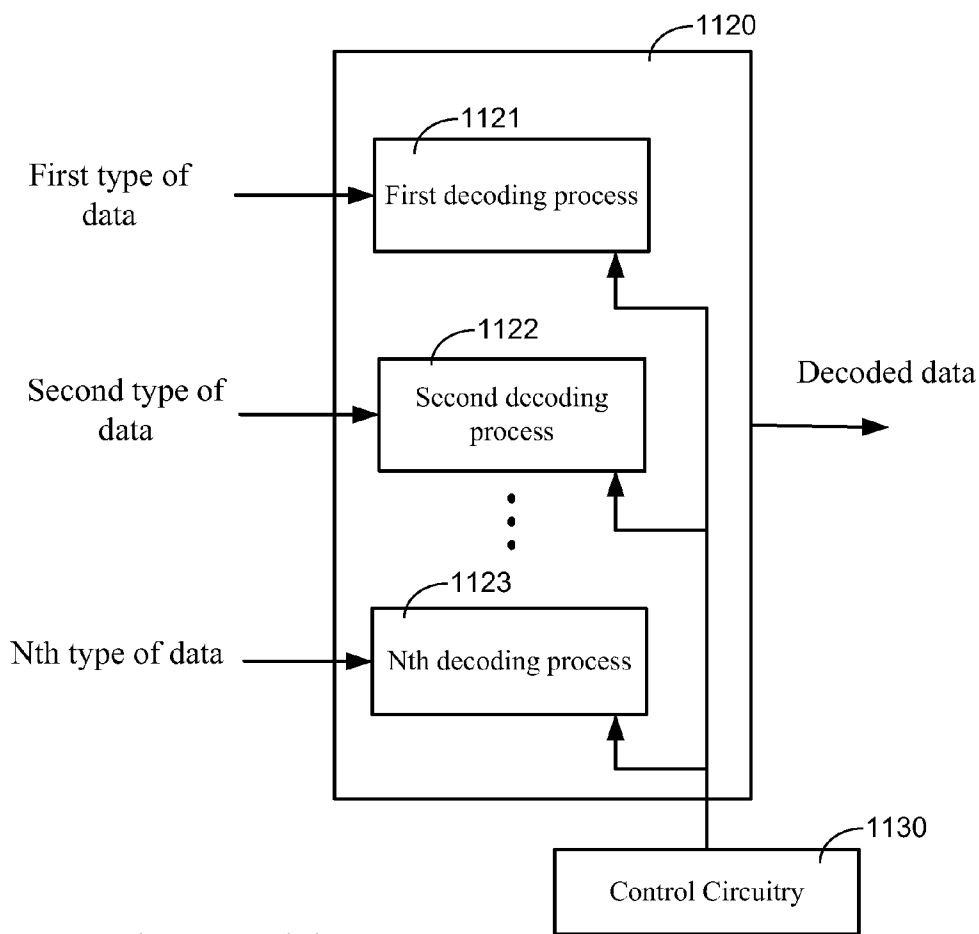 1120
1121
First type of
data
First decoding process
1122
Second type of
data
Second decoding
process
Decoded data
1123
Nth type of data
Nth decoding process
1130
Control Circuitry